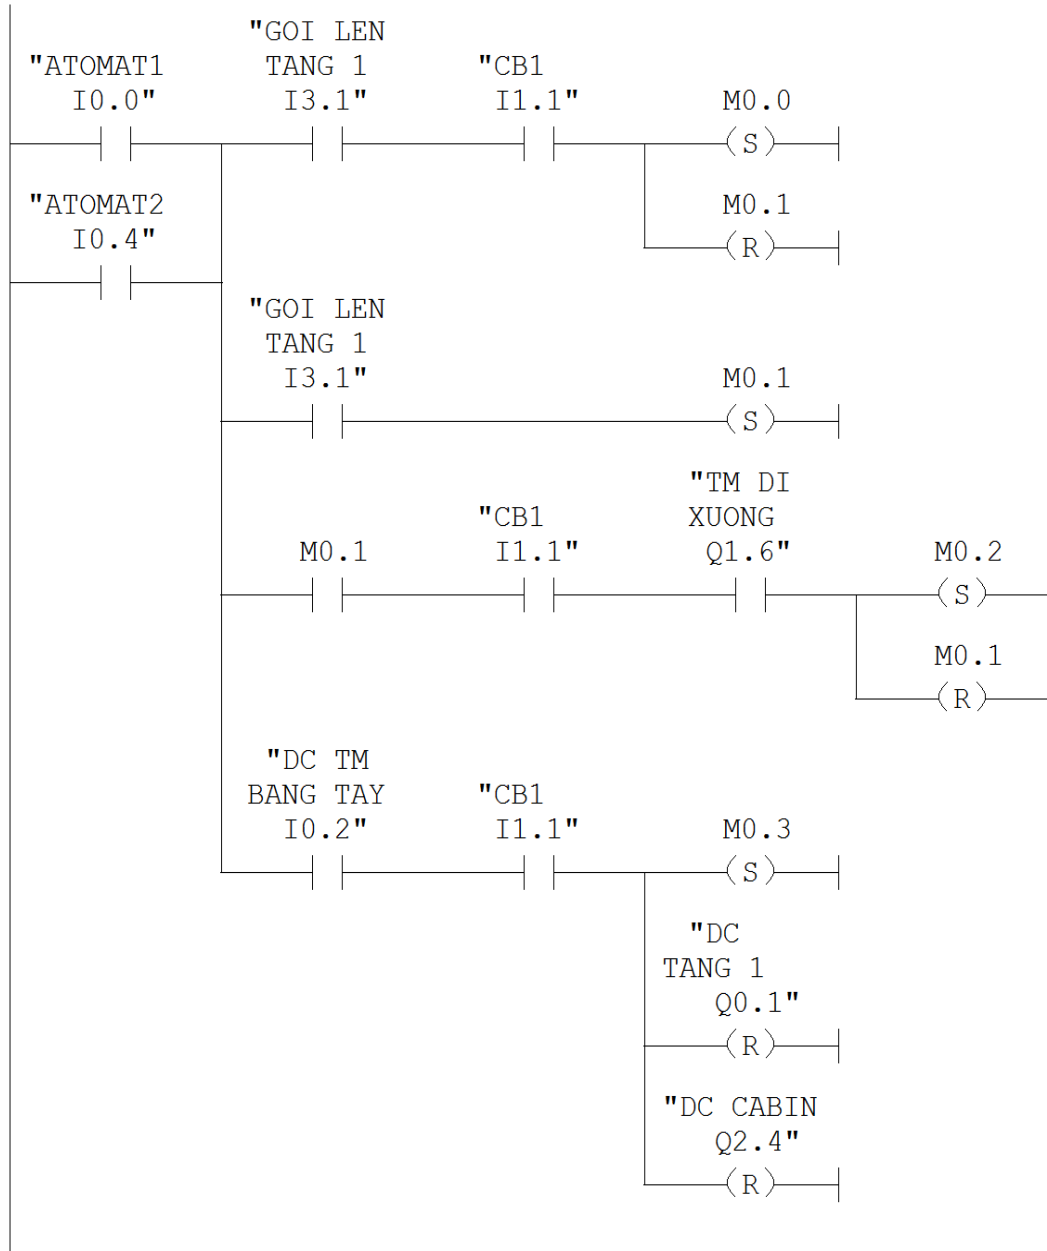 "GOI LEN
"ATOMAT1 TANG 1 "CB1
I0.0" I3.1" I1.1" M0.0
(S)
"ATOMAT2 M0.1
I0.4" (R)
"GOI LEN
TANG 1
I3.1" M0.1
(S)
"TM DI
"CB1 XUONG
M0.1 I1.1" Q1.6" M0.2
(S)
M0.1
(R)
"DC TM
BANG TAY "CB1
I0.2" I1.1" M0.3
(S)
"DC
TANG 1
Q0.1"
(R)
"DC CABIN
Q2.4"
(R)